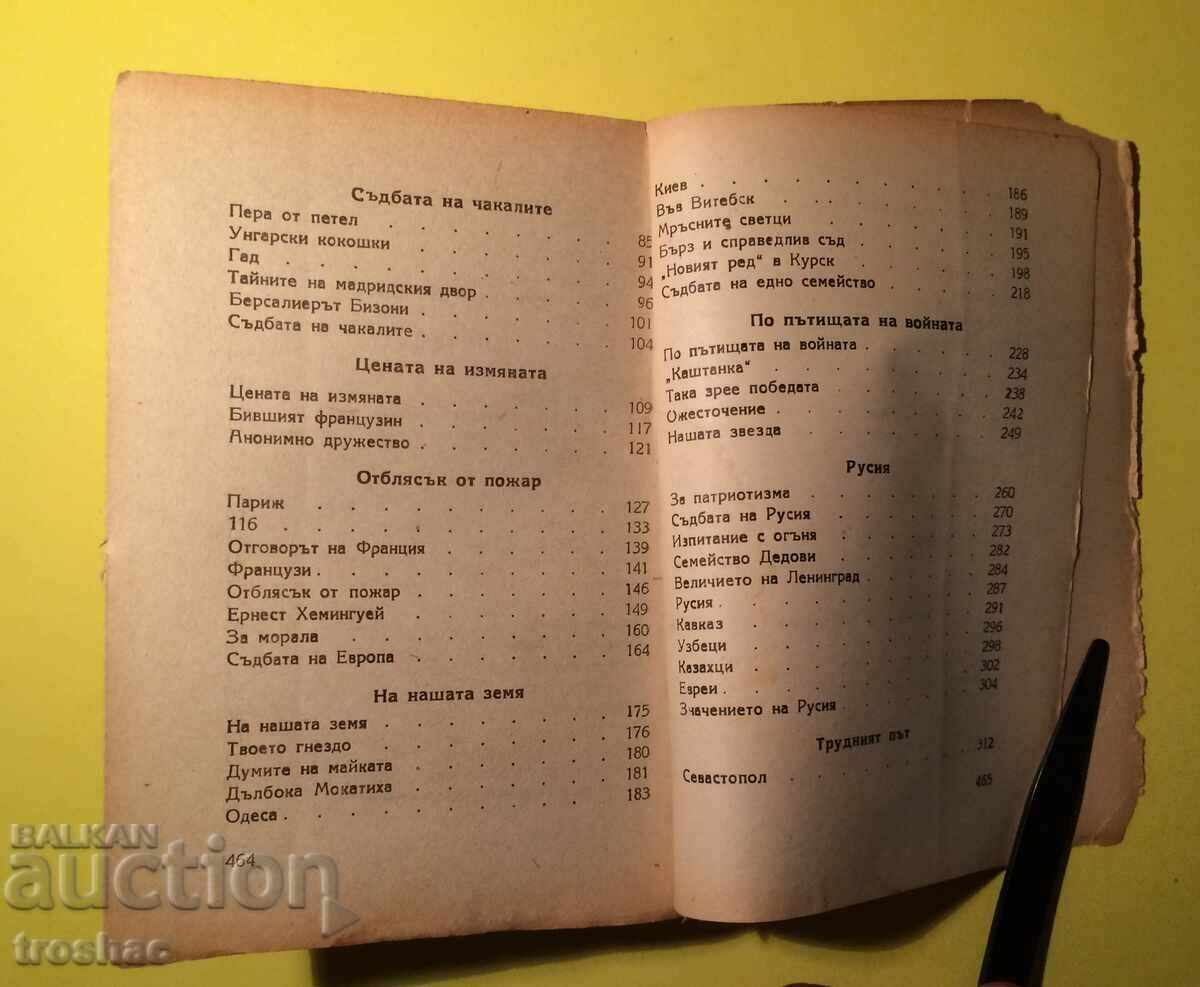 Съдбата на чакалите
Пера от петел . . . . . . . 85
Унгарски кокошки . . . . . . 91
Гад . . . . . . . . . 94
Тайните на мадридския двор . . . . 96
Берсалиерът Бизони . . . . . . 101
Съдбата на чакалите . . . . . . 104
Цената на измяната
Цената на измяната . . . . . . 109
Бившият французин . . . . . . 117
Анонимно дружество . . . . . . 121
Отблясък от пожар
Париж . . . . . . . . 127
116 . . . . . . . . . 133
Отговорът на Франция . . . . . 139
Французи . . . . . . . . 141
Отблясък от пожар . . . . . . 146
Ернест Хемингуей . . . . . . 149
За морала . . . . . . . 160
Съдбата на Европа . . . . . . 164
На нашата земя
На нашата земя . . . . . . . 175
Твоето гнездо . . . . . . . 176
Думите на майката . . . . . . 180
Дълбока Мокатиха . . . . . . 181
Одеса . . . . . . . . 183
464
Киев . . . . . . . . 186
Във Витебск . . . . . . . 189
Мръсните светци . . . . . . 191
Бърз и справедлив съд . . . . . 195
„Новият ред“ в Курск . . . . . 198
Съдбата на едно семейство . . . . 218
По пътищата на войната
По пътищата на войната . . . . . 228
„Каштанка“ . . . . . . . 234
Така зрее победата . . . . . . 238
Ожесточение . . . . . . . 242
Нашата звезда . . . . . . . 249
Русия
За патриотизма . . . . . . 260
Съдбата на Русия . . . . . . 270
Изпитание с огъня . . . . . . 273
Семейство Дедови . . . . . . 282
Величието на Ленинград . . . . . 284
Русия . . . . . . . . 287
Кавказ . . . . . . . . 291
Узбеци . . . . . . . . 296
Казахци . . . . . . . . 298
Евреи . . . . . . . . 302
Значението на Русия . . . . . . 304
Трудният път
Севастопол . . . . . . . 312
465
BALKAN
auction
troshac